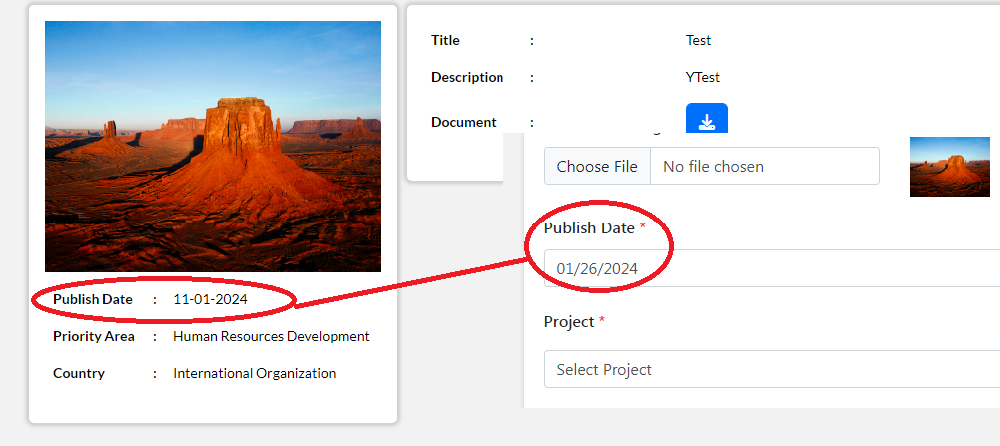 Title : Test
Description : YTest
Document :
Choose File No file chosen
Publish Date *
01/26/2024
Project *
Select Project
Publish Date : 11-01-2024
Priority Area : Human Resources Development
Country : International Organization